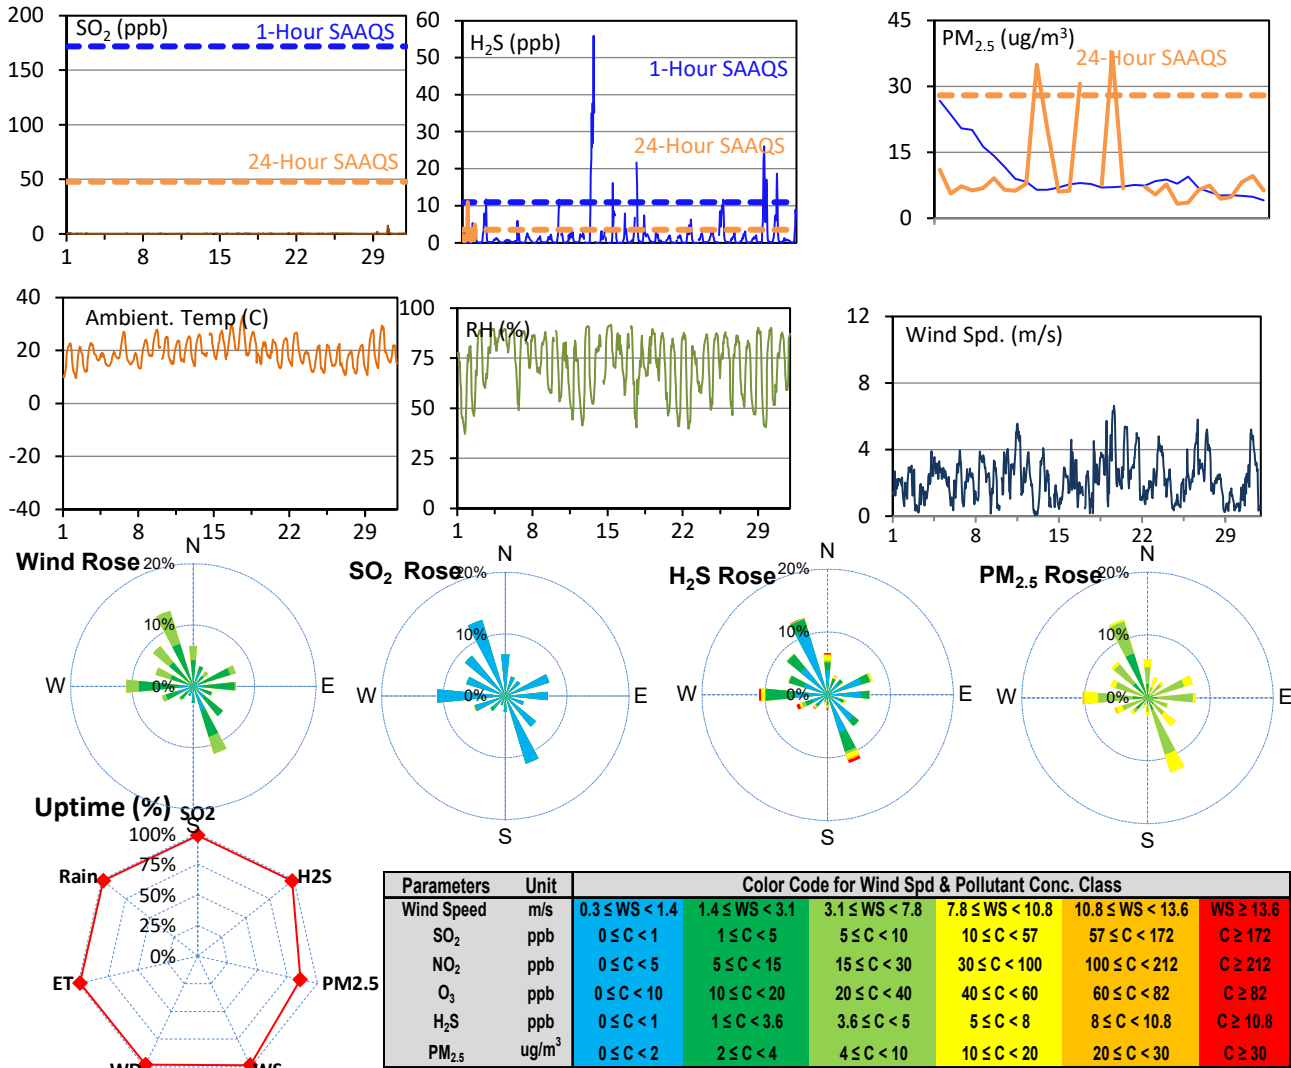 SO2 (ppb)
200
150
100
50
0
1-Hour SAAQS
24-Hour SAAQS
1 8 15 22 29
H2S (ppb)
60
50
40
30
20
10
0
1-Hour SAAQS
24-Hour SAAQS
PM2.5 (ug/m³)
45
30
15
0
24-Hour SAAQS
Ambient. Temp (C)
40
20
0
-20
-40
1 8 15 22 29
RH (%)
100
75
50
25
0
1 8 15 22 29
Wind Spd. (m/s)
12
8
4
0
1 8 15 22 29
Wind Rose
N
20%
10%
0%
W E
S
SO2 Rose
N
20%
10%
0%
W E
S
H2S Rose
N
20%
10%
0%
W E
S
PM2.5 Rose
N
20%
10%
0%
W E
S
Uptime (%)
SO2
100%
75%
50%
25%
0%
Rain H2S
ET PM2.5
WD WS
Parameters Unit Color Code for Wind Spd & Pollutant Conc. Class
Wind Speed m/s 0.3 ≤ WS < 1.4 1.4 ≤ WS < 3.1 3.1 ≤ WS < 7.8 7.8 ≤ WS < 10.8 10.8 ≤ WS < 13.6 WS ≥ 13.6
SO2 ppb 0 ≤ C < 1 1 ≤ C < 5 5 ≤ C < 10 10 ≤ C < 57 57 ≤ C < 172 C ≥ 172
NO2 ppb 0 ≤ C < 5 5 ≤ C < 15 15 ≤ C < 30 30 ≤ C < 100 100 ≤ C < 212 C ≥ 212
O3 ppb 0 ≤ C < 10 10 ≤ C < 20 20 ≤ C < 40 40 ≤ C < 60 60 ≤ C < 82 C ≥ 82
H2S ppb 0 ≤ C < 1 1 ≤ C < 3.6 3.6 ≤ C < 5 5 ≤ C < 8 8 ≤ C < 10.8 C ≥ 10.8
PM2.5 ug/m³ 0 ≤ C < 2 2 ≤ C < 4 4 ≤ C < 10 10 ≤ C < 20 20 ≤ C < 30 C ≥ 30